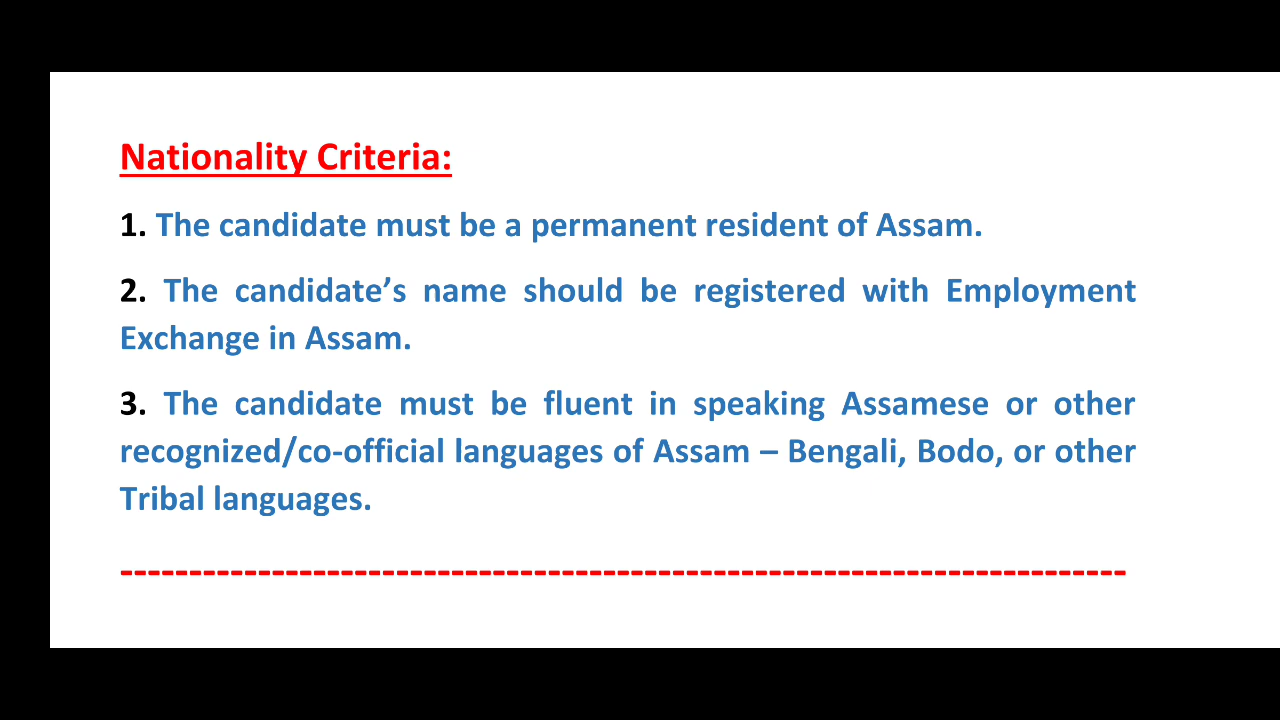 Nationality Criteria:
1. The candidate must be a permanent resident of Assam.
2. The candidate’s name should be registered with Employment
Exchange in Assam.
3. The candidate must be fluent in speaking Assamese or other
recognized/co-official languages of Assam – Bengali, Bodo, or other
Tribal languages.
-------------------------------------------------------------------------